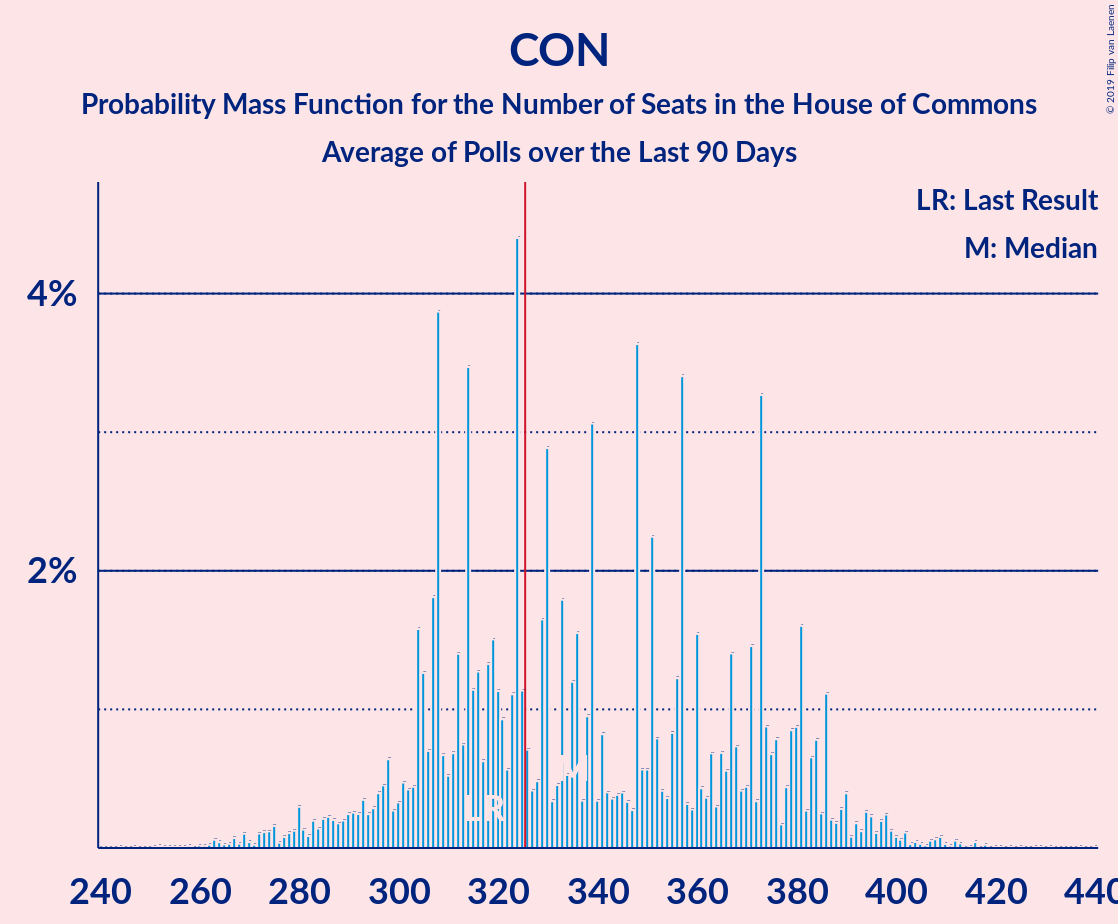 CON
Probability Mass Function for the Number of Seats in the House of Commons
Average of Polls over the Last 90 Days
© 2019 Filip van Laenen
LR: Last Result
M: Median
4%
2%
LR
M
240 260 280 300 320 340 360 380 400 420 440